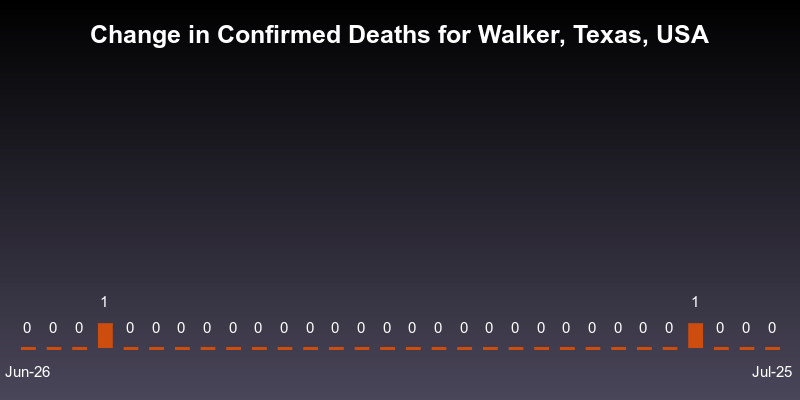 Change in Confirmed Deaths for Walker, Texas, USA
1 1
0 0 0 0 0 0 0 0 0 0 0 0 0 0 0 0 0 0 0 0 0 0 0 0 0 0 0 0
Jun-26 Jul-25